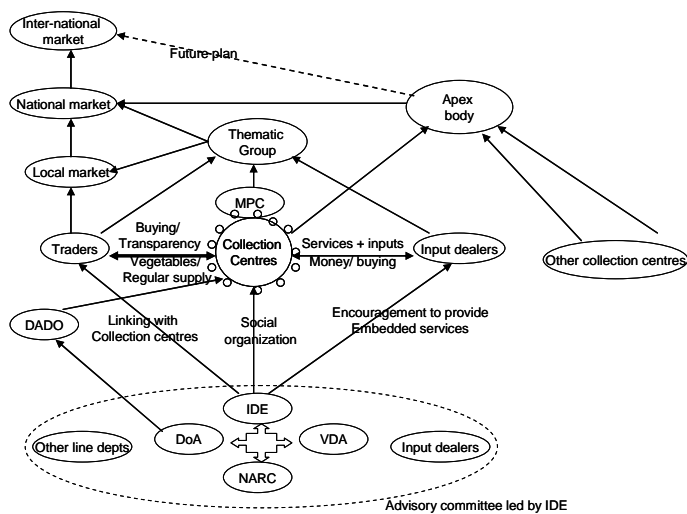 Inter-national
market
Future plan
National market
Apex
body
Thematic
Group
Local market
MPC
Buying/
Transparency
Traders
Collection
Centres
Services + inputs
Input dealers
Vegetables/
Regular supply
Money/ buying
Other collection centres
DADO
Linking with
Collection centres
Social
organization
Encouragement to provide
Embedded services
IDE
Other line depts
DoA
VDA
Input dealers
NARC
Advisory committee led by IDE